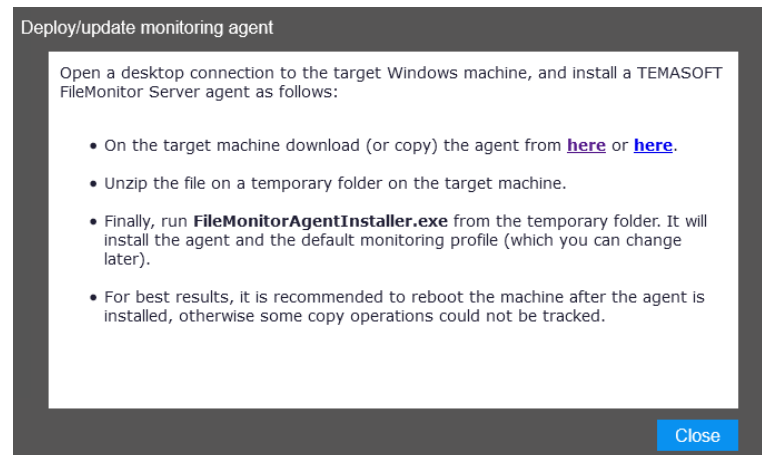 Deploy/update monitoring agent
Open a desktop connection to the target Windows machine, and install a TEMASOFT
FileMonitor Server agent as follows:
• On the target machine download (or copy) the agent from here or here.
• Unzip the file on a temporary folder on the target machine.
• Finally, run FileMonitorAgentInstaller.exe from the temporary folder. It will
install the agent and the default monitoring profile (which you can change
later).
• For best results, it is recommended to reboot the machine after the agent is
installed, otherwise some copy operations could not be tracked.
Close